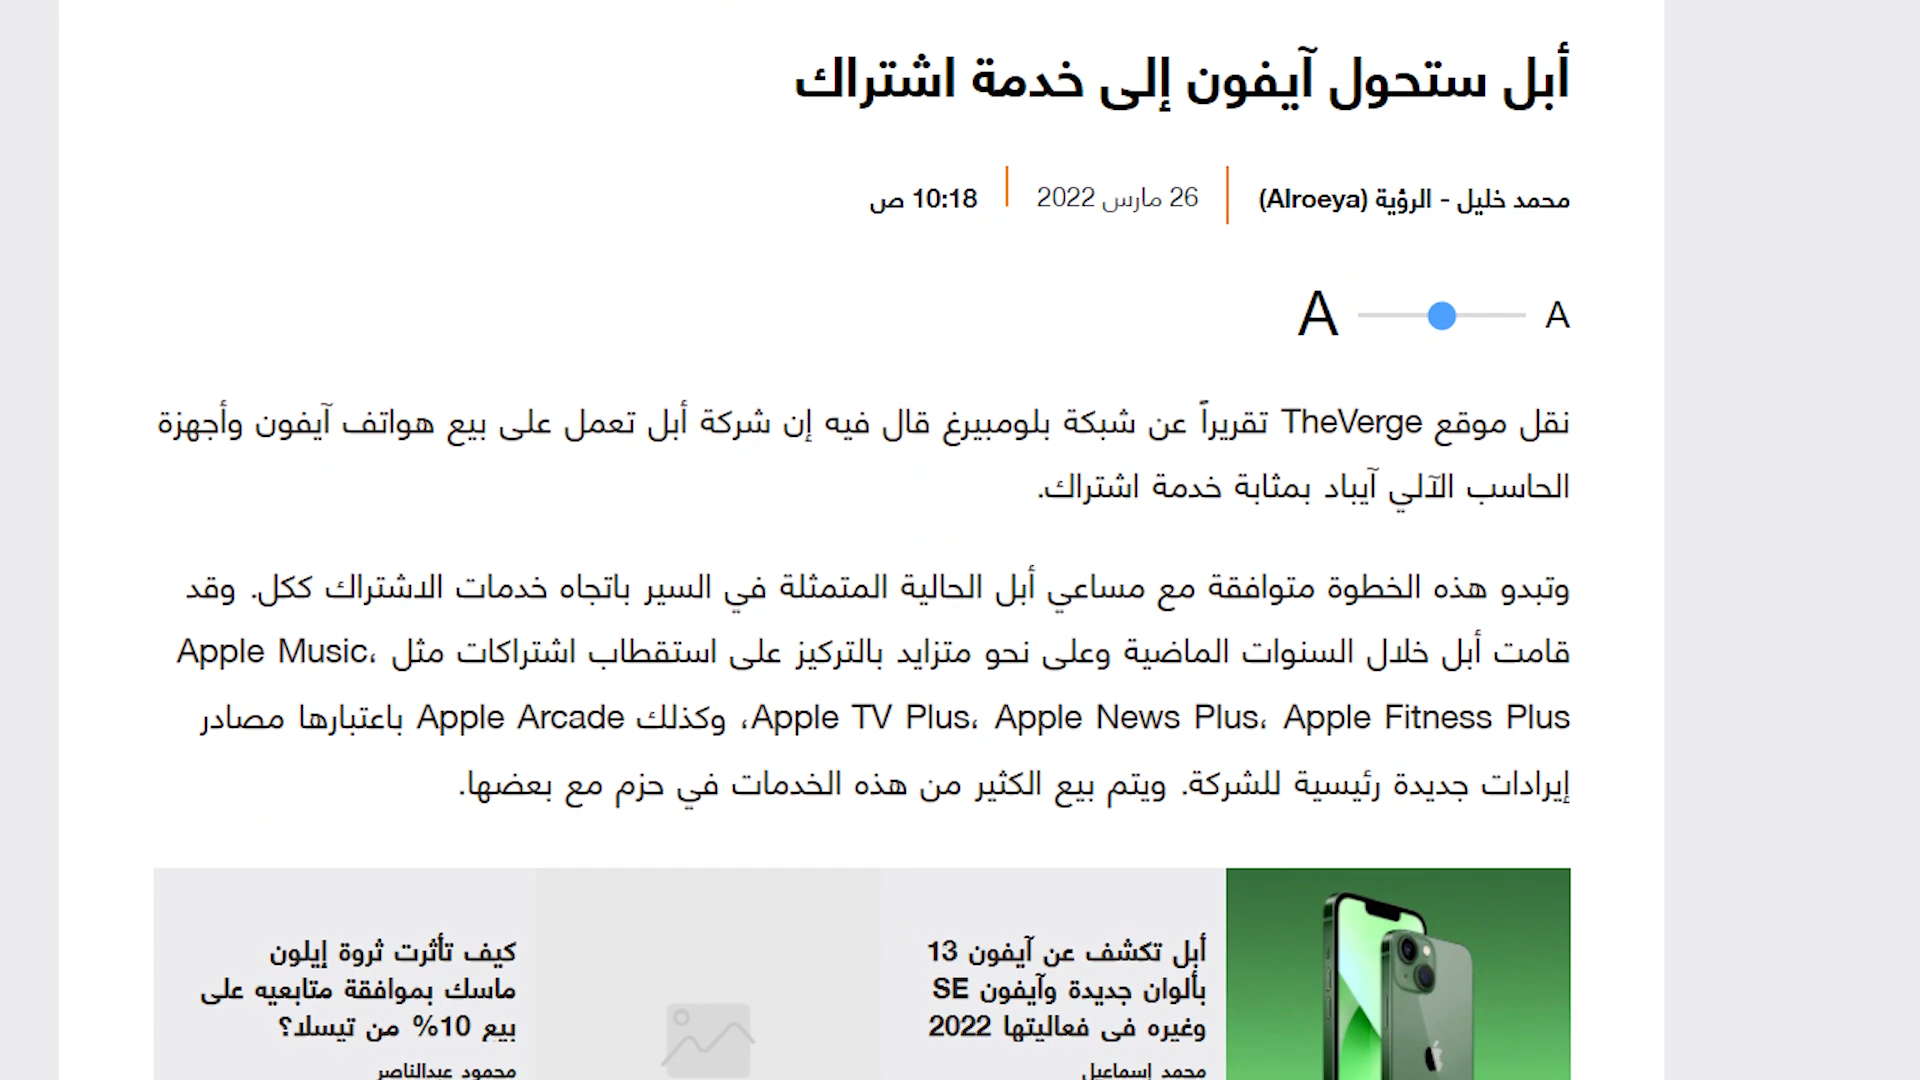 أبل ستحول آيفون إلى خدمة اشتراك
محمد خليل - الرؤية (Alroeya)
26 مارس 2022
10:18 ص
A A
نقل موقع TheVerge تقريراً عن شبكة بلومبيرغ قال فيه إن شركة أبل تعمل على بيع هواتف آيفون وأجهزة
الحاسب الآلي آيباد بمثابة خدمة اشتراك.
وتبدو هذه الخطوة متوافقة مع مساعي أبل الحالية المتمثلة في السير باتجاه خدمات الاشتراك ككل. وقد
قامت أبل خلال السنوات الماضية وعلى نحو متزايد بالتركيز على استقطاب اشتراكات مثل Apple Music،
Apple TV Plus، Apple News Plus، Apple Fitness Plus، وكذلك Apple Arcade باعتبارها مصادر
إيرادات جديدة رئيسية للشركة. ويتم بيع الكثير من هذه الخدمات في حزم مع بعضها.
أبل تكشف عن آيفون 13
بألوان جديدة وآيفون SE
وغيره في فعاليتها 2022
محمد إسماعيل
كيف تأثرت ثروة إيلون
ماسك بموافقة متابعيه على
بيع 10% من تيسلا؟
محمود عبدالناصر